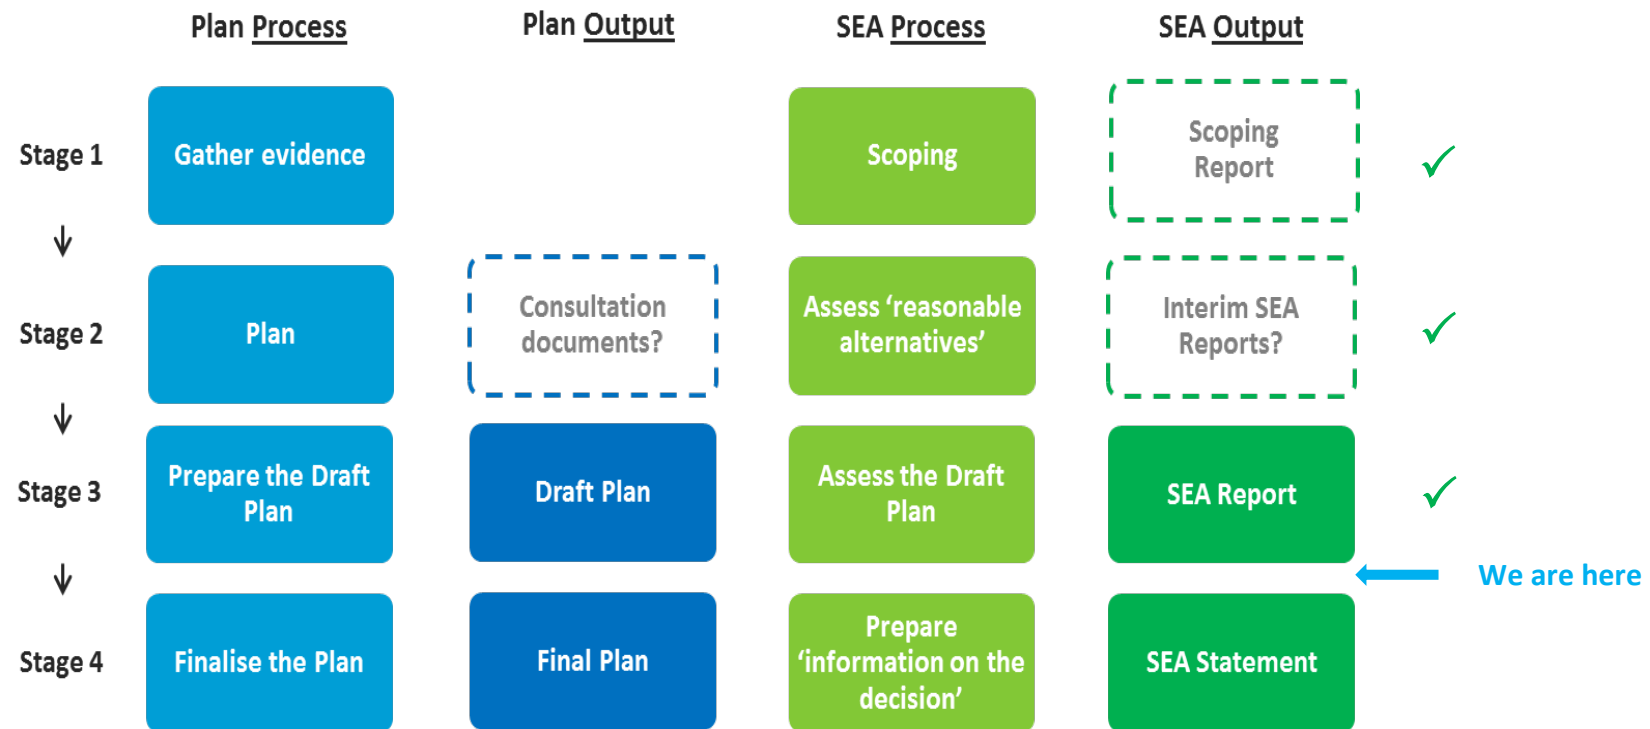 Plan Process
Plan Output
SEA Process
SEA Output
Stage 1
Gather evidence
Scoping
Scoping
Report
Stage 2
Plan
Consultation
documents?
Assess ‘reasonable
alternatives’
Interim SEA
Reports?
Stage 3
Prepare the Draft
Plan
Draft Plan
Assess the Draft
Plan
SEA Report
We are here
Stage 4
Finalise the Plan
Final Plan
Prepare
‘information on the
decision’
SEA Statement